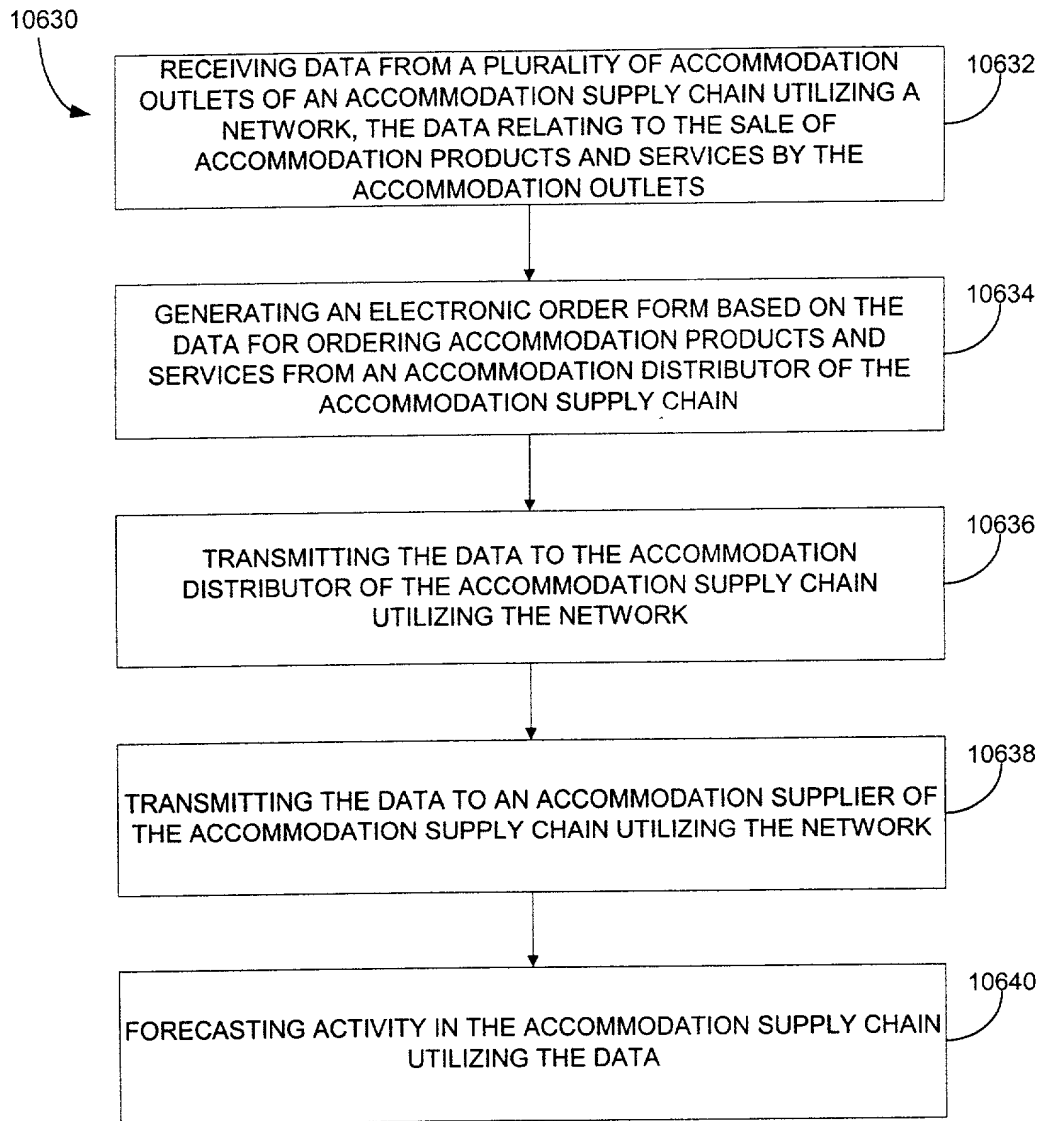 10630
RECEIVING DATA FROM A PLURALITY OF ACCOMMODATION
OUTLETS OF AN ACCOMMODATION SUPPLY CHAIN UTILIZING A
NETWORK, THE DATA RELATING TO THE SALE OF
ACCOMMODATION PRODUCTS AND SERVICES BY THE
ACCOMMODATION OUTLETS
10632
GENERATING AN ELECTRONIC ORDER FORM BASED ON THE
DATA FOR ORDERING ACCOMMODATION PRODUCTS AND
SERVICES FROM AN ACCOMMODATION DISTRIBUTOR OF THE
ACCOMMODATION SUPPLY CHAIN
10634
TRANSMITTING THE DATA TO THE ACCOMMODATION
DISTRIBUTOR OF THE ACCOMMODATION SUPPLY CHAIN
UTILIZING THE NETWORK
10636
TRANSMITTING THE DATA TO AN ACCOMMODATION SUPPLIER OF
THE ACCOMMODATION SUPPLY CHAIN UTILIZING THE NETWORK
10638
FORECASTING ACTIVITY IN THE ACCOMMODATION SUPPLY CHAIN
UTILIZING THE DATA
10640